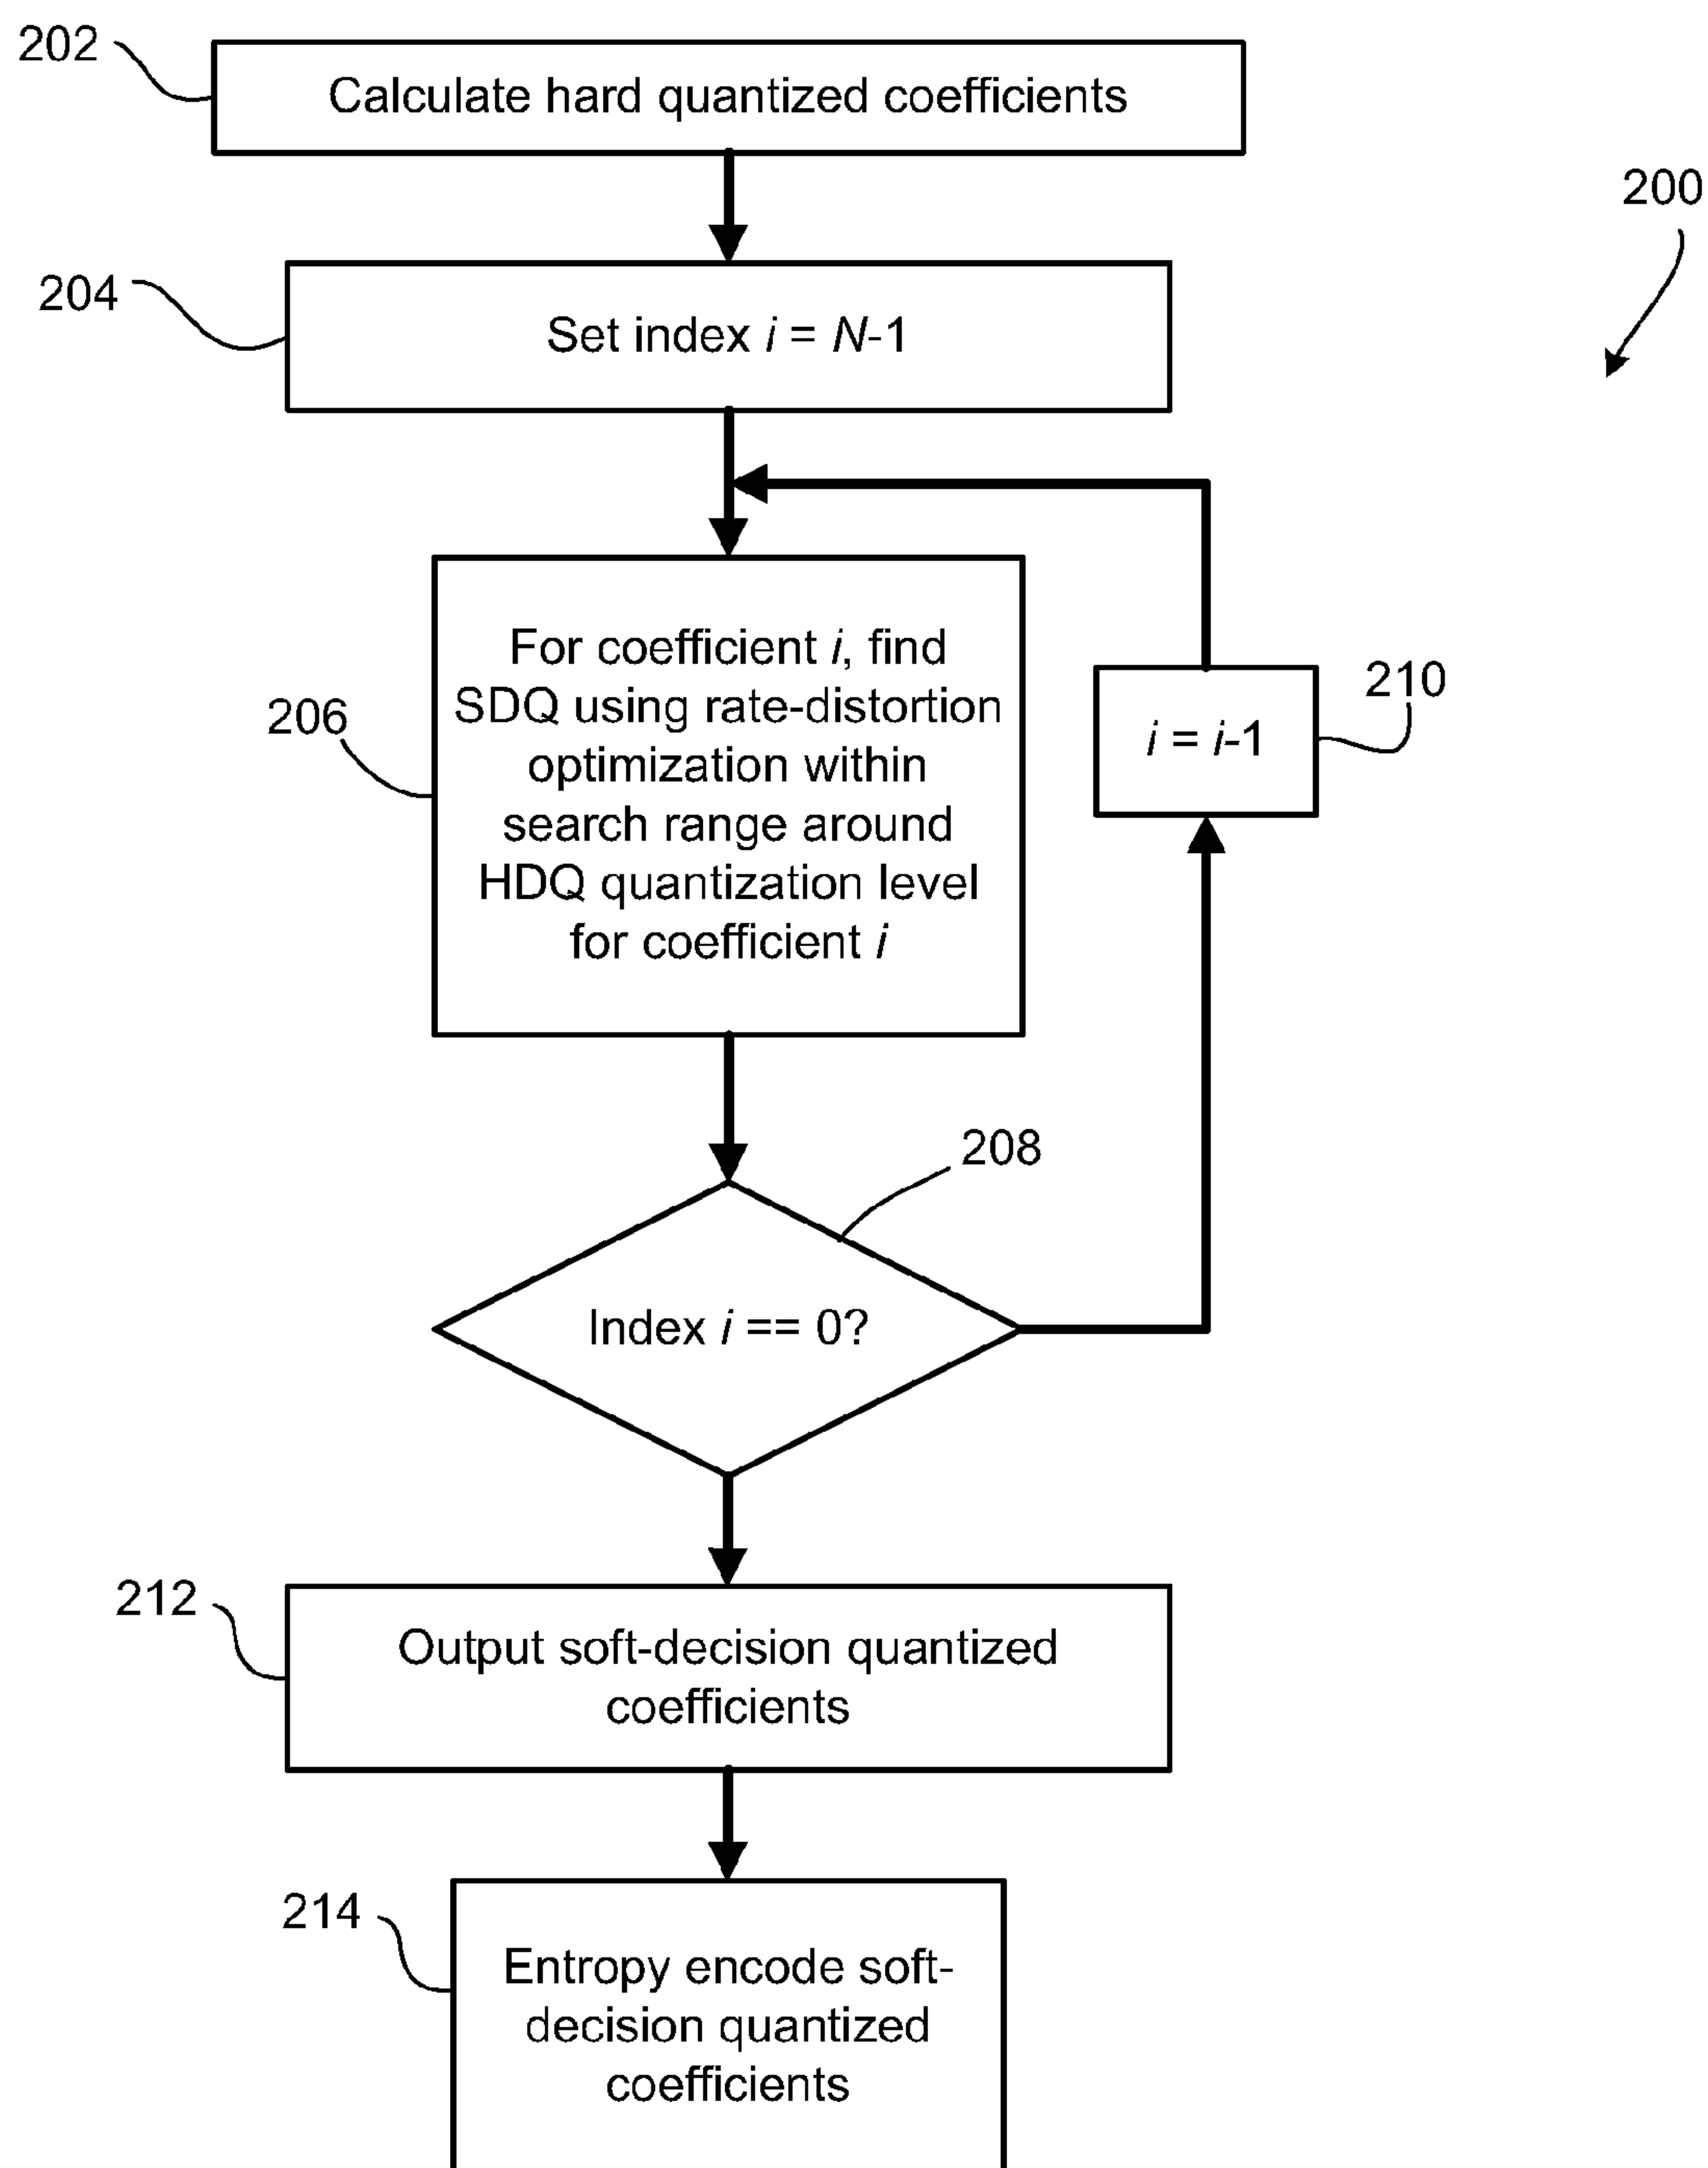 202
Calculate hard quantized coefficients
200
204
Set index i = N-1
206
For coefficient i, find
SDQ using rate-distortion
optimization within
search range around
HDQ quantization level
for coefficient i
210
i = i-1
208
Index i == 0?
212
Output soft-decision quantized
coefficients
214
Entropy encode soft-
decision quantized
coefficients